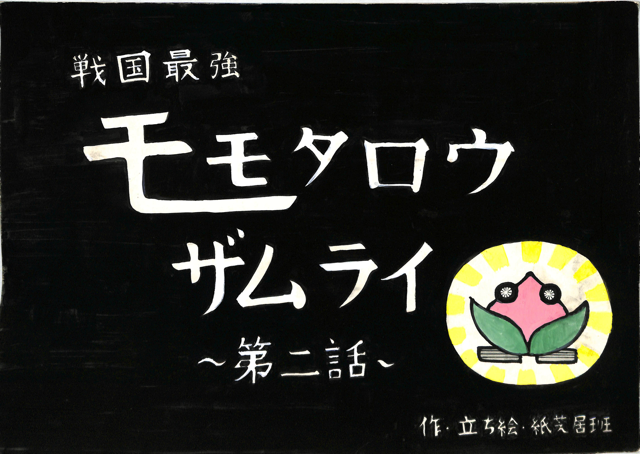 戦国最強
モモタロウ
ザムライ
~第二話~
作・立ち絵・紙芝居班